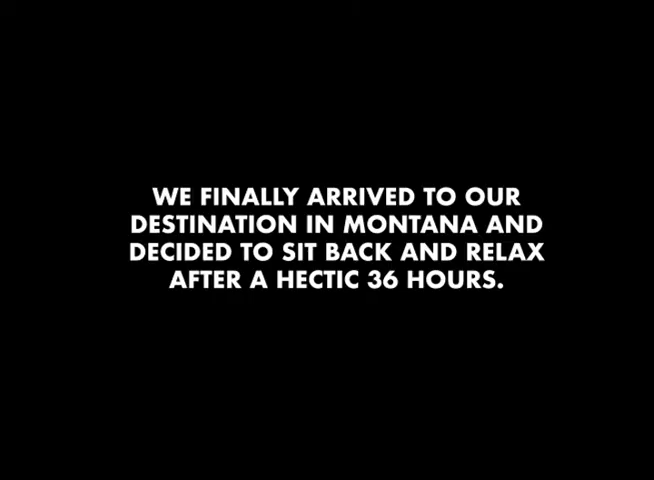 WE FINALLY ARRIVED TO OUR
DESTINATION IN MONTANA AND
DECIDED TO SIT BACK AND RELAX
AFTER A HECTIC 36 HOURS.